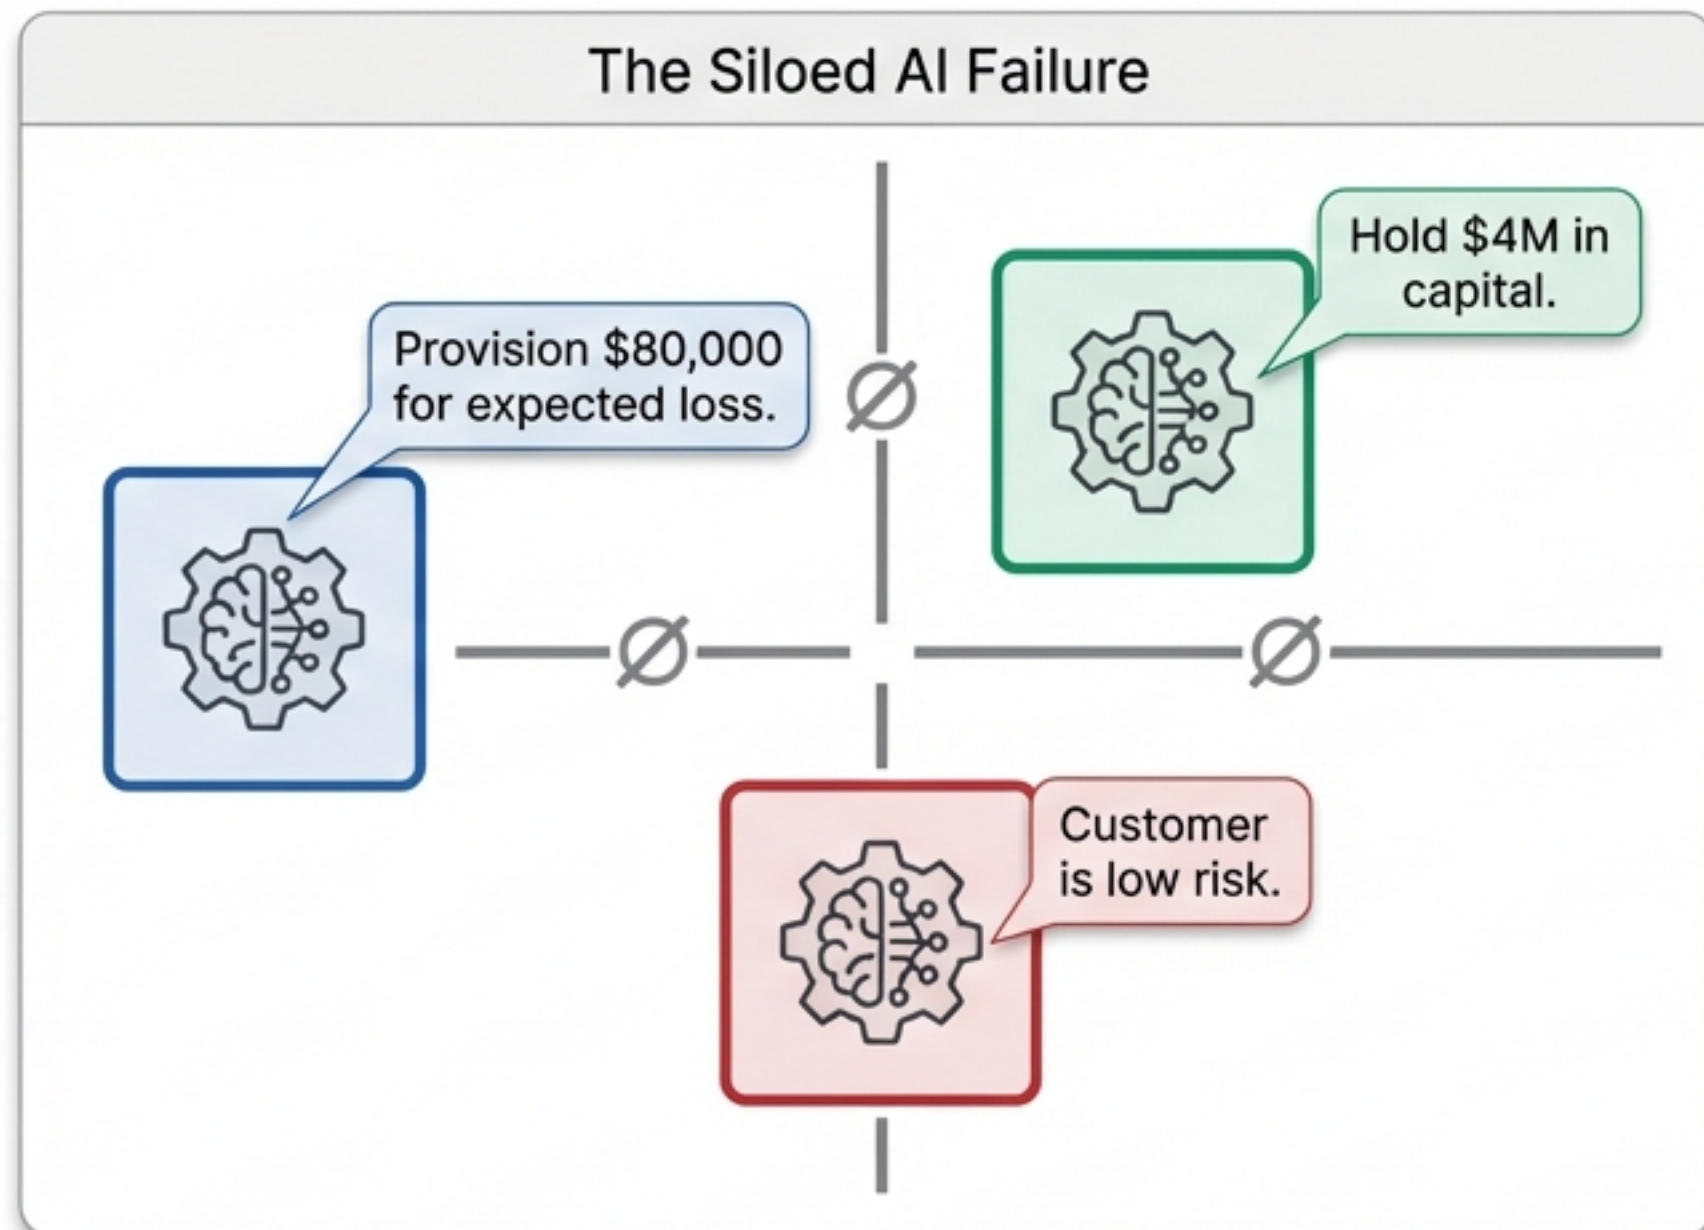 The Siloed AI Failure
Provision $80,000
for expected loss.
Hold $4M in
capital.
Customer
is low risk.